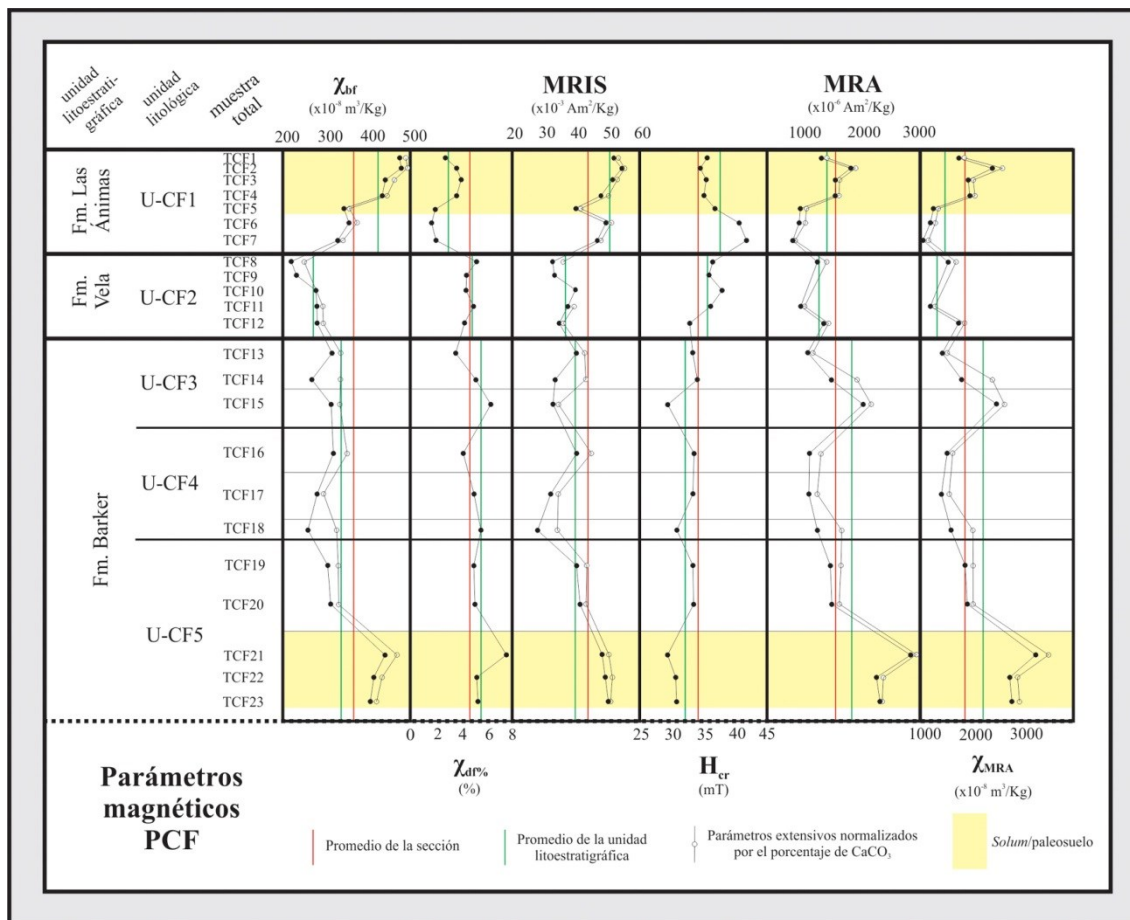 unidad
litoestrati-
gráfica
unidad
litológica
muestra
total
χbf
(x10-8 m3/Kg)
200 300 400 500
MRIS
(x10-3 Am2/Kg)
20 30 40 50 60
MRA
(x10-6 Am2/Kg)
1000 2000 3000
Fm. Las
Ánimas
U-CF1
TCF1
TCF2
TCF3
TCF4
TCF5
TCF6
TCF7
Fm.
Vela
U-CF2
TCF8
TCF9
TCF10
TCF11
TCF12
Fm. Barker
U-CF3
TCF13
TCF14
TCF15
U-CF4
TCF16
TCF17
TCF18
U-CF5
TCF19
TCF20
TCF21
TCF22
TCF23
0 2 4 6 8
χdf%
(%)
25 30 35 40 45
Hcr
(mT)
1000 2000 3000
χMRA
(x10-8 m3/Kg)
Parámetros
magnéticos
PCF
Promedio de la sección
Promedio de la unidad
litoestratigráfica
Parámetros extensivos normalizados
por el porcentaje de CaCO3
Solum/paleosuelo